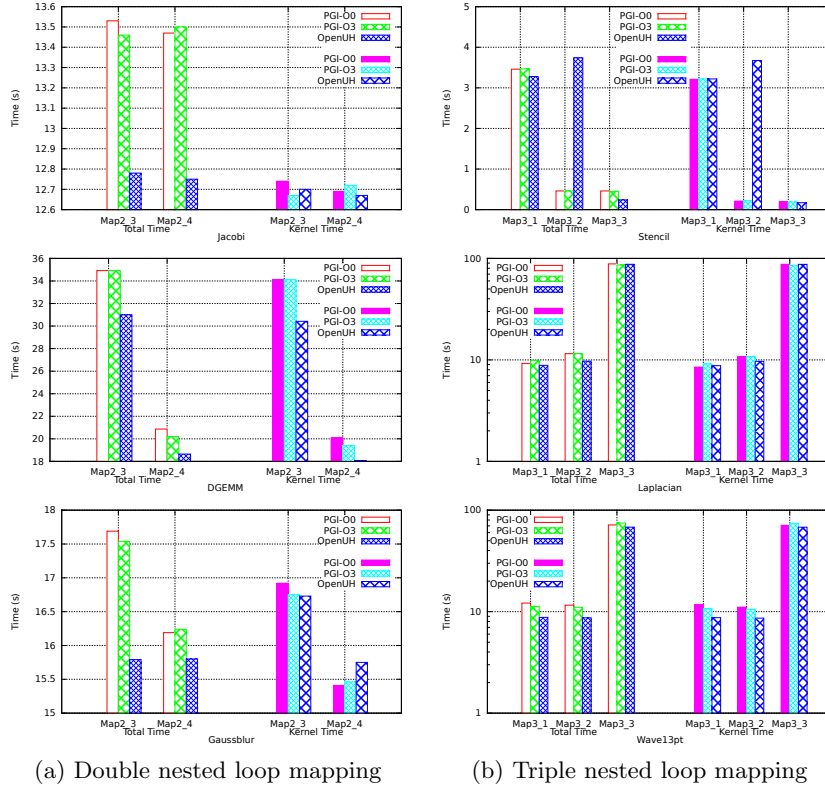 13.6
13.5
13.4
13.3
13.2
13.1
13
12.9
12.8
12.7
12.6
Time (s)
PGI-O0
PGI-O3
OpenUH
PGI-O0
PGI-O3
OpenUH
Map2_3 Map2_4 Map2_3 Map2_4
Total Time Kernel Time
Jacobi
5
4
3
2
1
0
Time (s)
PGI-O0
PGI-O3
OpenUH
PGI-O0
PGI-O3
OpenUH
Map3_1 Map3_2 Map3_3 Map3_1 Map3_2 Map3_3
Total Time Kernel Time
Stencil
36
34
32
30
28
26
24
22
20
18
Time (s)
PGI-O0
PGI-O3
OpenUH
PGI-O0
PGI-O3
OpenUH
Map2_3 Map2_4 Map2_3 Map2_4
Total Time Kernel Time
DGEMM
100
10
1
Time (s)
PGI-O0
PGI-O3
OpenUH
PGI-O0
PGI-O3
OpenUH
Map3_1 Map3_2 Map3_3 Map3_1 Map3_2 Map3_3
Total Time Kernel Time
Laplacian
18
17.5
17
16.5
16
15.5
15
Time (s)
PGI-O0
PGI-O3
OpenUH
PGI-O0
PGI-O3
OpenUH
Map2_3 Map2_4 Map2_3 Map2_4
Total Time Kernel Time
Gaussblur
100
10
1
Time (s)
PGI-O0
PGI-O3
OpenUH
PGI-O0
PGI-O3
OpenUH
Map3_1 Map3_2 Map3_3 Map3_1 Map3_2 Map3_3
Total Time Kernel Time
Wave13pt
(a) Double nested loop mapping
(b) Triple nested loop mapping